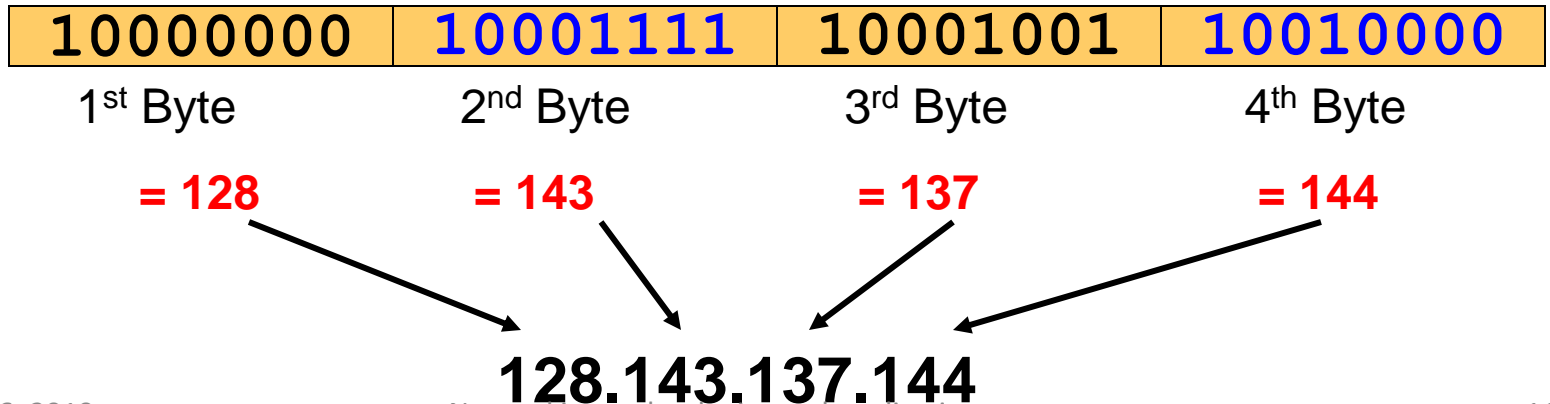 10000000 10001111 10001001 10010000
1st Byte 2nd Byte 3rd Byte 4th Byte
= 128 = 143 = 137 = 144
128.143.137.144